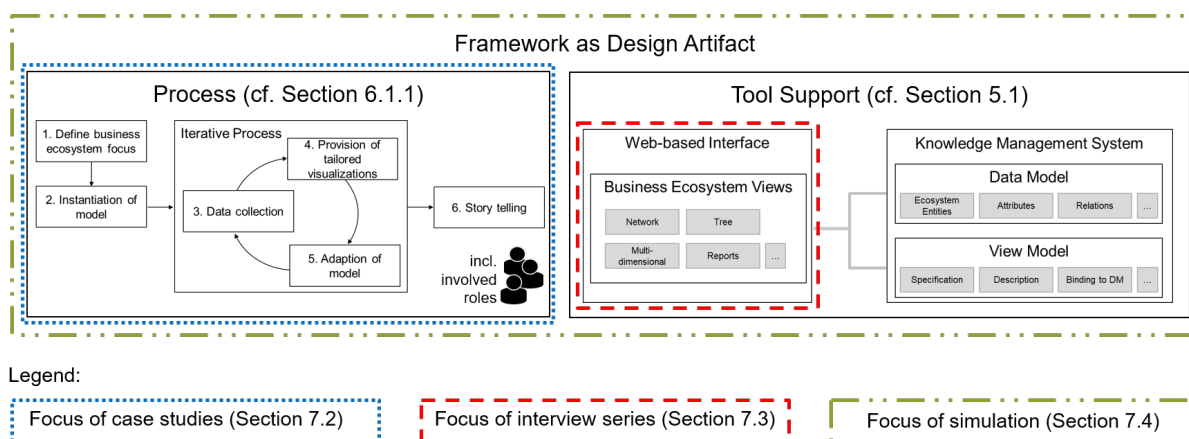 Framework as Design Artifact
Process (cf. Section 6.1.1)
1. Define business
ecosystem focus
2. Instantiation of
model
Iterative Process
4. Provision of
tailored
visualizations
3. Data collection
5. Adaption of
model
6. Story telling
incl.
involved
roles
Tool Support (cf. Section 5.1)
Web-based Interface
Business Ecosystem Views
Network
Tree
Multi-
dimensional
Reports
...
Knowledge Management System
Data Model
Ecosystem
Entities
Attributes
Relations
...
View Model
Specification
Description
Binding to DM
...
Legend:
Focus of case studies (Section 7.2)
Focus of interview series (Section 7.3)
Focus of simulation (Section 7.4)